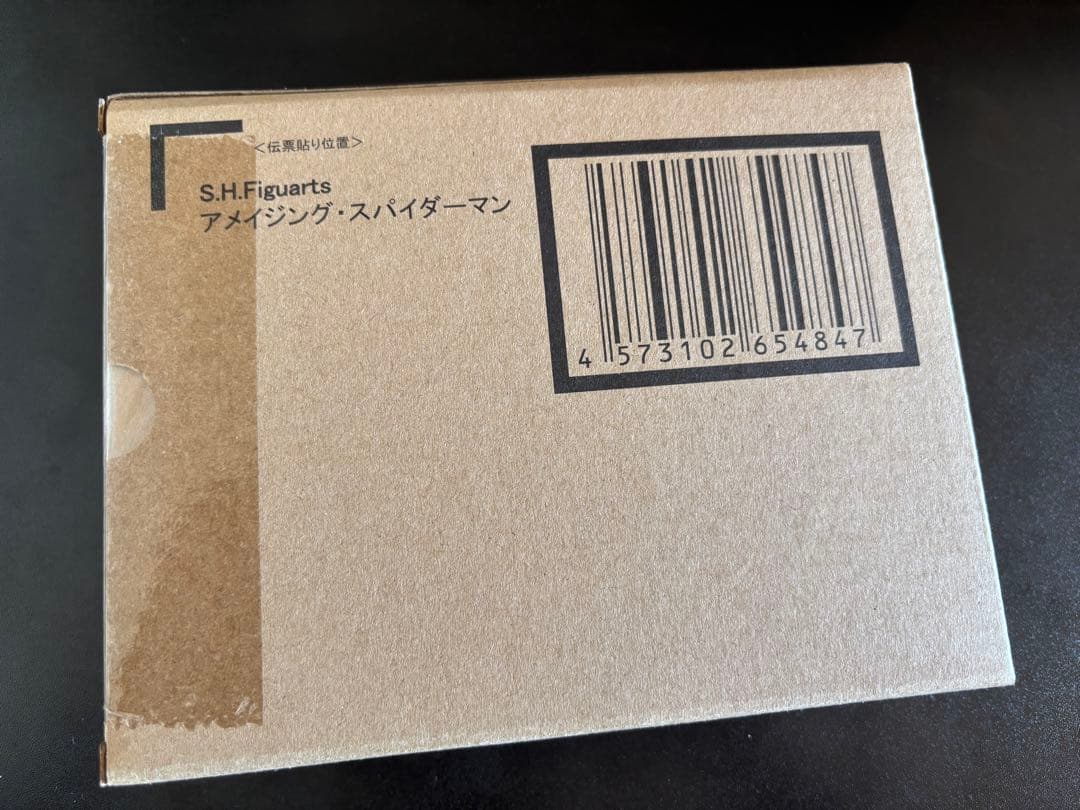 <伝票貼り位置>
S.H.Figuarts
アメイジング・スパイダーマン
4 573102 654847